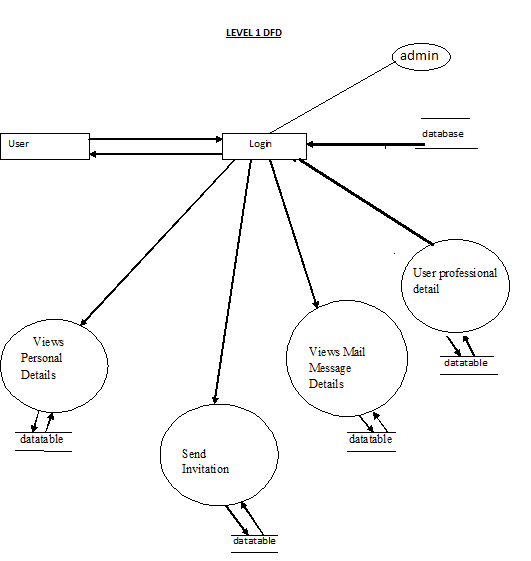 LEVEL 1 DFD
admin
database
User
Login
User professional
detail
Views
Personal
Details
Views Mail
Message
Details
datatable
datatable
datatable
Send
Invitation
datatable